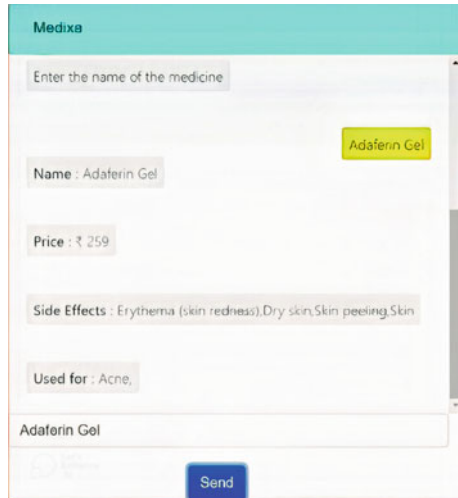 Medixa
Enter the name of the medicine
Adaferin Gel
Name : Adaferin Gel
Price : ₹ 259
Side Effects : Erythema (skin redness),Dry skin,Skin peeling,Skin
Used for : Acne,
Adaferin Gel
Send